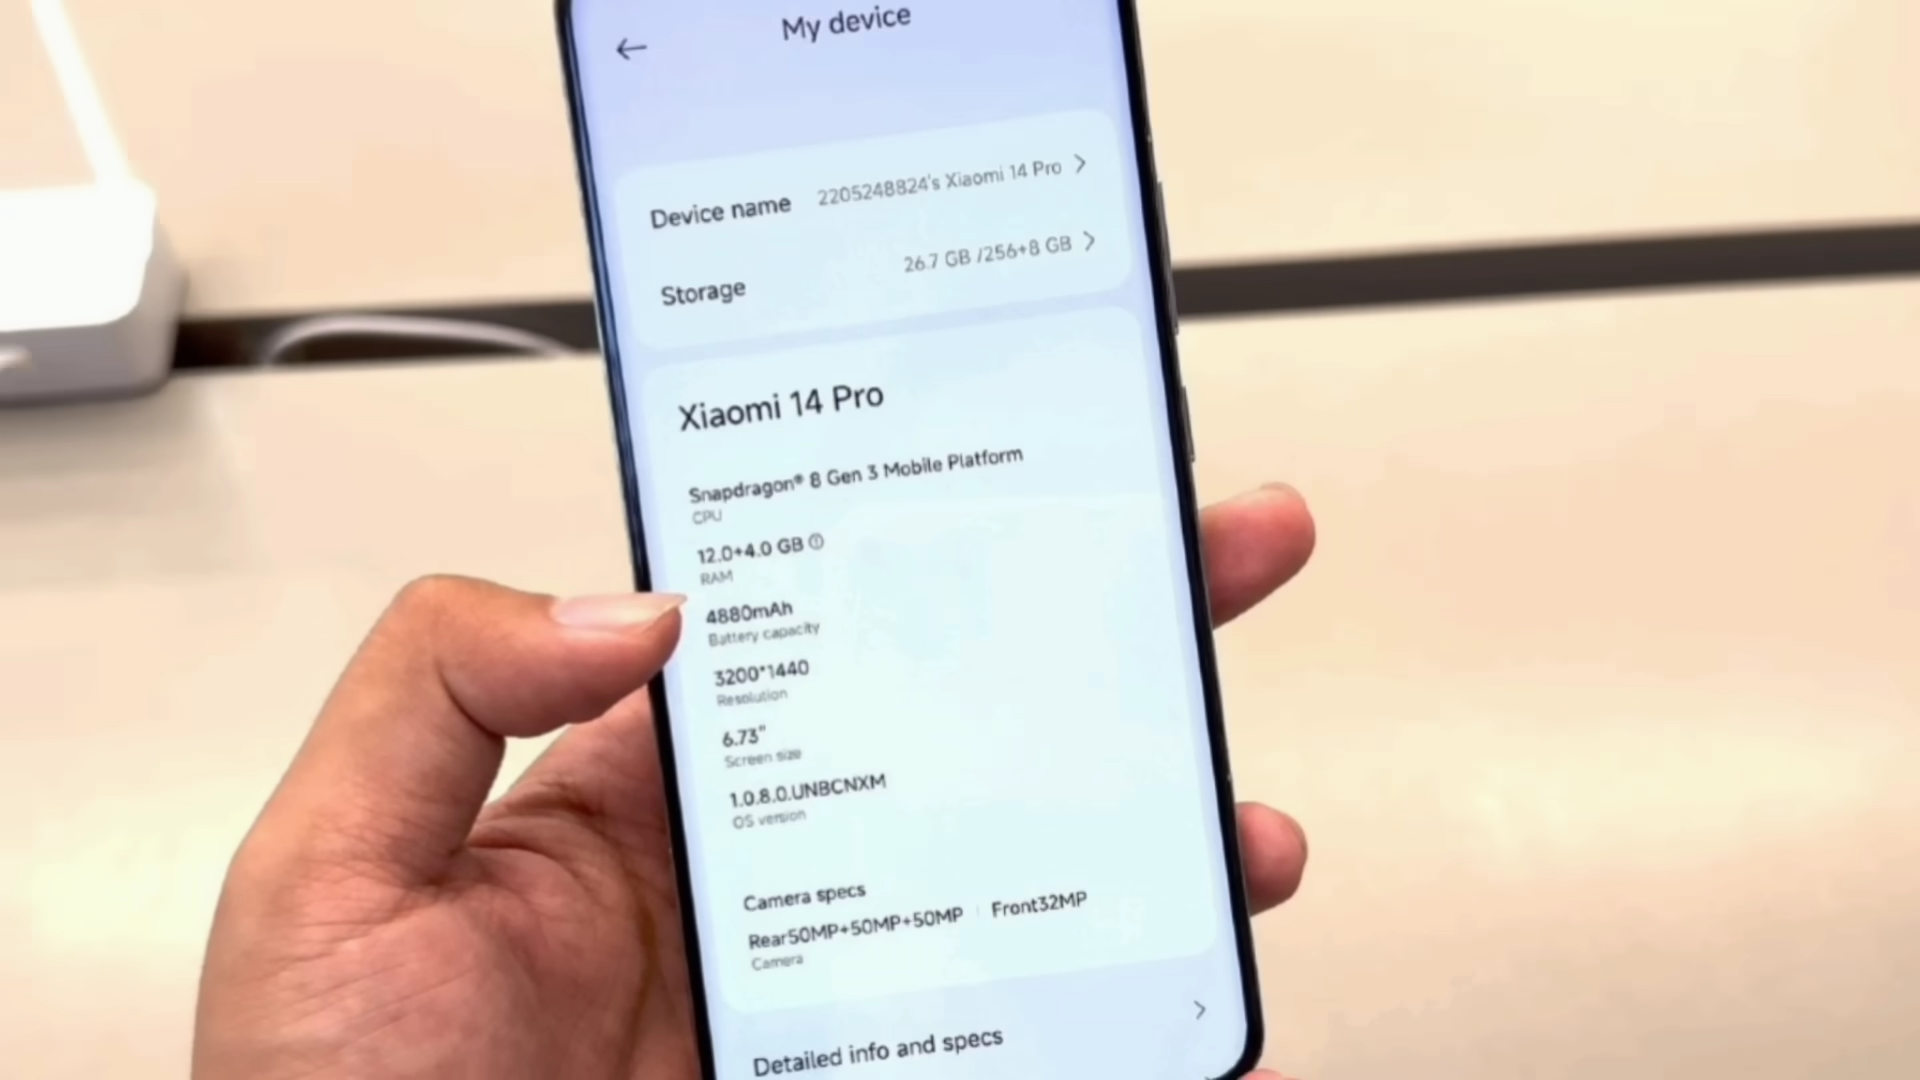 My device
Device name 2205248824's Xiaomi 14 Pro
Storage 26.7 GB /256+8 GB
Xiaomi 14 Pro
Snapdragon® 8 Gen 3 Mobile Platform
CPU
12.0+4.0 GB
RAM
4880mAh
Battery capacity
3200*1440
Resolution
6.73"
Screen size
1.0.8.0.UNBCNXM
OS version
Camera specs
Rear50MP+50MP+50MP Front32MP
Camera
Detailed info and specs